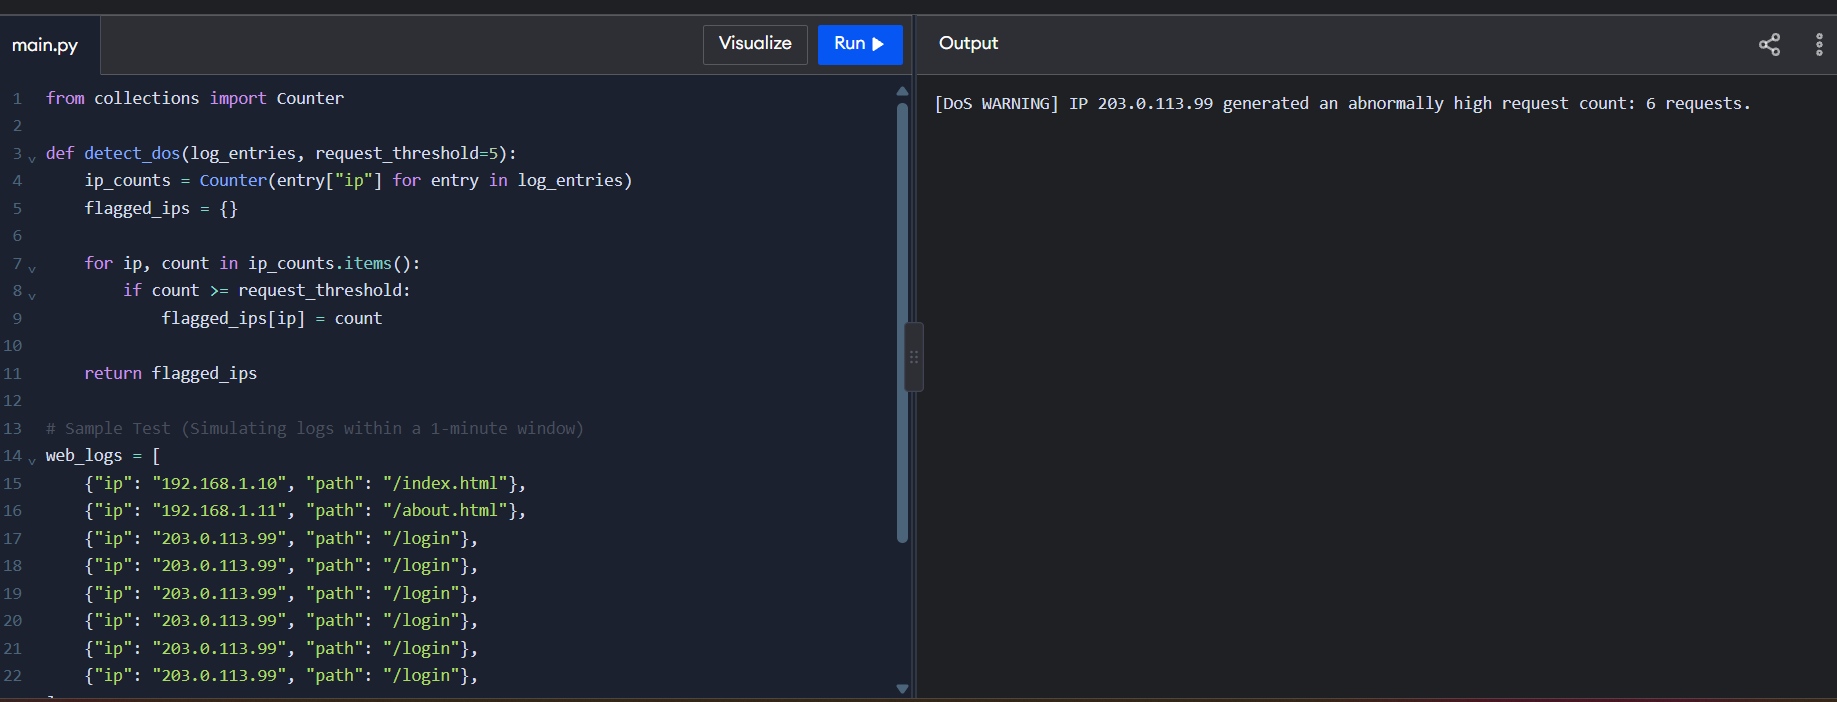 main.py
Visualize
Run
Output
1 from collections import Counter
2
3 def detect_dos(log_entries, request_threshold=5):
4     ip_counts = Counter(entry["ip"] for entry in log_entries)
5     flagged_ips = {}
6
7     for ip, count in ip_counts.items():
8         if count >= request_threshold:
9             flagged_ips[ip] = count
10
11     return flagged_ips
12
13 # Sample Test (Simulating logs within a 1-minute window)
14 web_logs = [
15     {"ip": "192.168.1.10", "path": "/index.html"},
16     {"ip": "192.168.1.11", "path": "/about.html"},
17     {"ip": "203.0.113.99", "path": "/login"},
18     {"ip": "203.0.113.99", "path": "/login"},
19     {"ip": "203.0.113.99", "path": "/login"},
20     {"ip": "203.0.113.99", "path": "/login"},
21     {"ip": "203.0.113.99", "path": "/login"},
22     {"ip": "203.0.113.99", "path": "/login"},
[DoS WARNING] IP 203.0.113.99 generated an abnormally high request count: 6 requests.